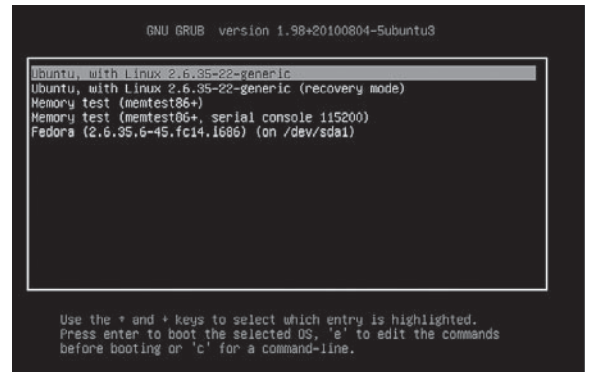 GNU GRUB version 1.98+20100804-5ubuntu3
Ubuntu, with Linux 2.6.35-22-generic
Ubuntu, with Linux 2.6.35-22-generic (recovery mode)
Memory test (memtest86+)
Memory test (memtest86+, serial console 115200)
Fedora (2.6.35.6-45.fc14.i686) (on /dev/sda1)
Use the ↑ and ↓ keys to select which entry is highlighted.
Press enter to boot the selected OS, 'e' to edit the commands
before booting or 'c' for a command-line.